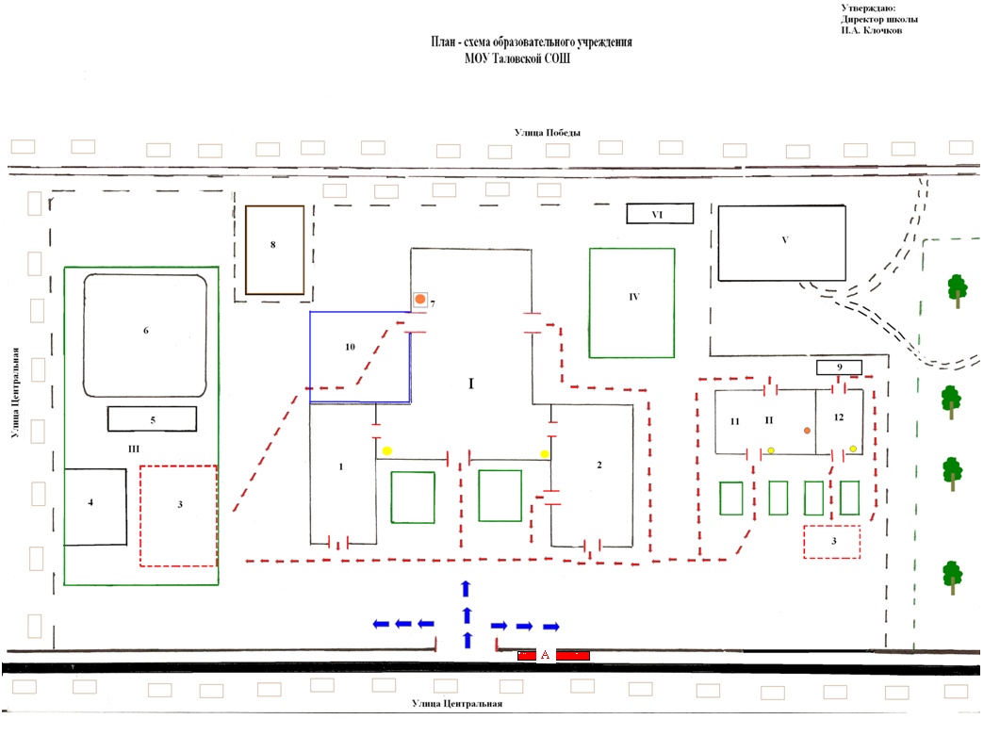 Утверждаю:
Директор школы
И.А. Клочков
План - схема образовательного учреждения
МОУ Таловской СОШ
Улица Победы
VI
V
8
7
IV
6
10
I
9
5
11
II
12
III
1
2
4
3
3
Улица Центральная
А
Улица Центральная